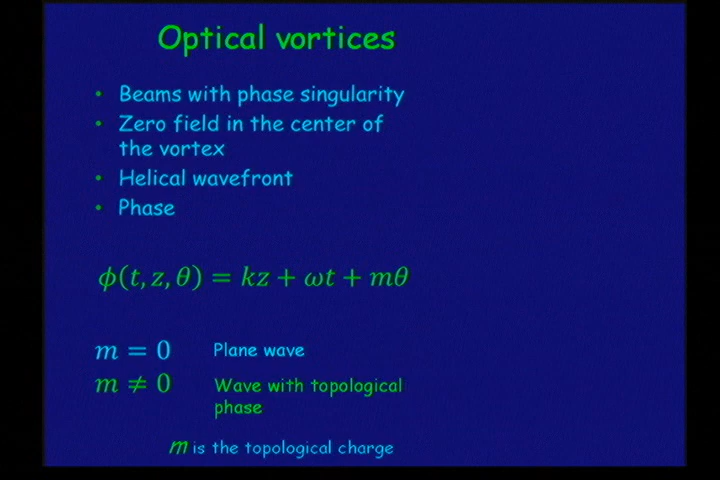 Optical vortices
• Beams with phase singularity
• Zero field in the center of
the vortex
• Helical wavefront
• Phase
ϕ(t, z, θ) = kz + ωt + mθ
m = 0 Plane wave
m ≠ 0 Wave with topological
phase
m is the topological charge